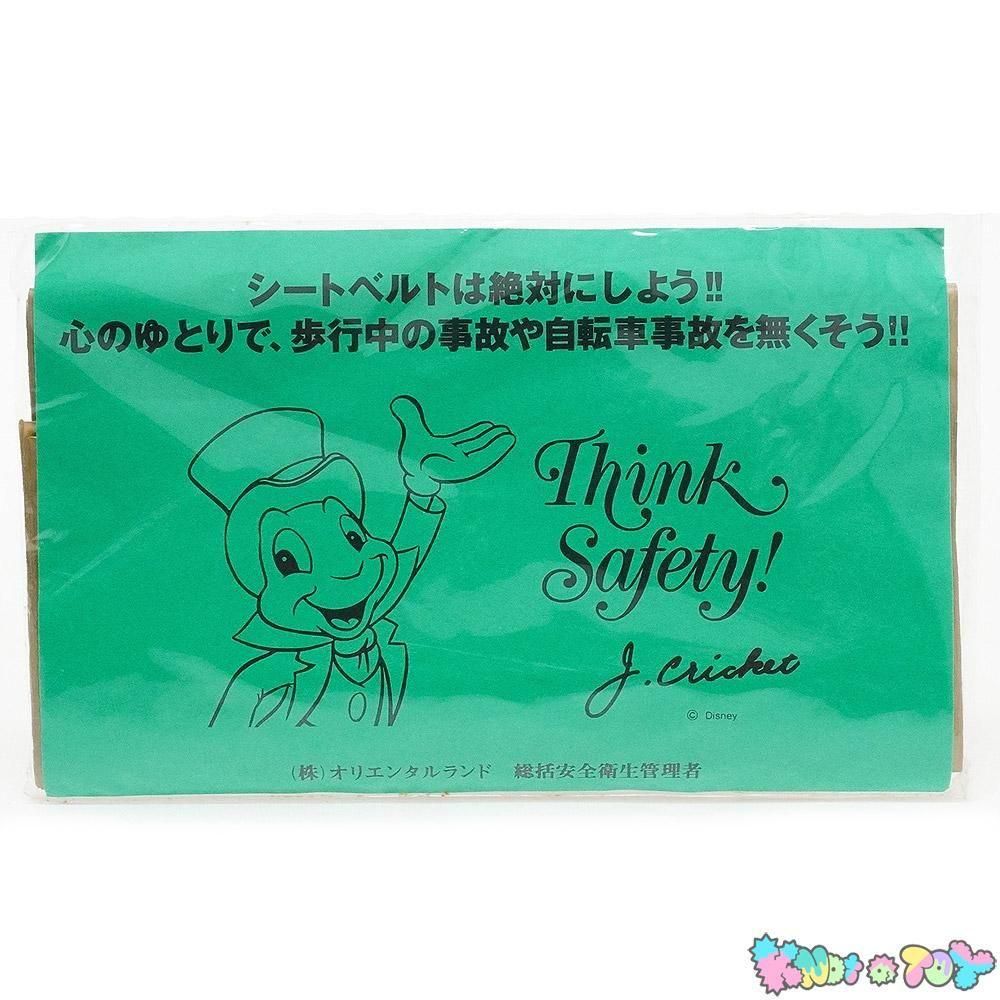 シートベルトは絶対にしよう!!
心のゆとりで、歩行中の事故や自転車事故を無くそう!!
Think
Safety!
J. Cricket
© Disney
(株)オリエンタルランド　総括安全衛生管理者
KNot a TOY